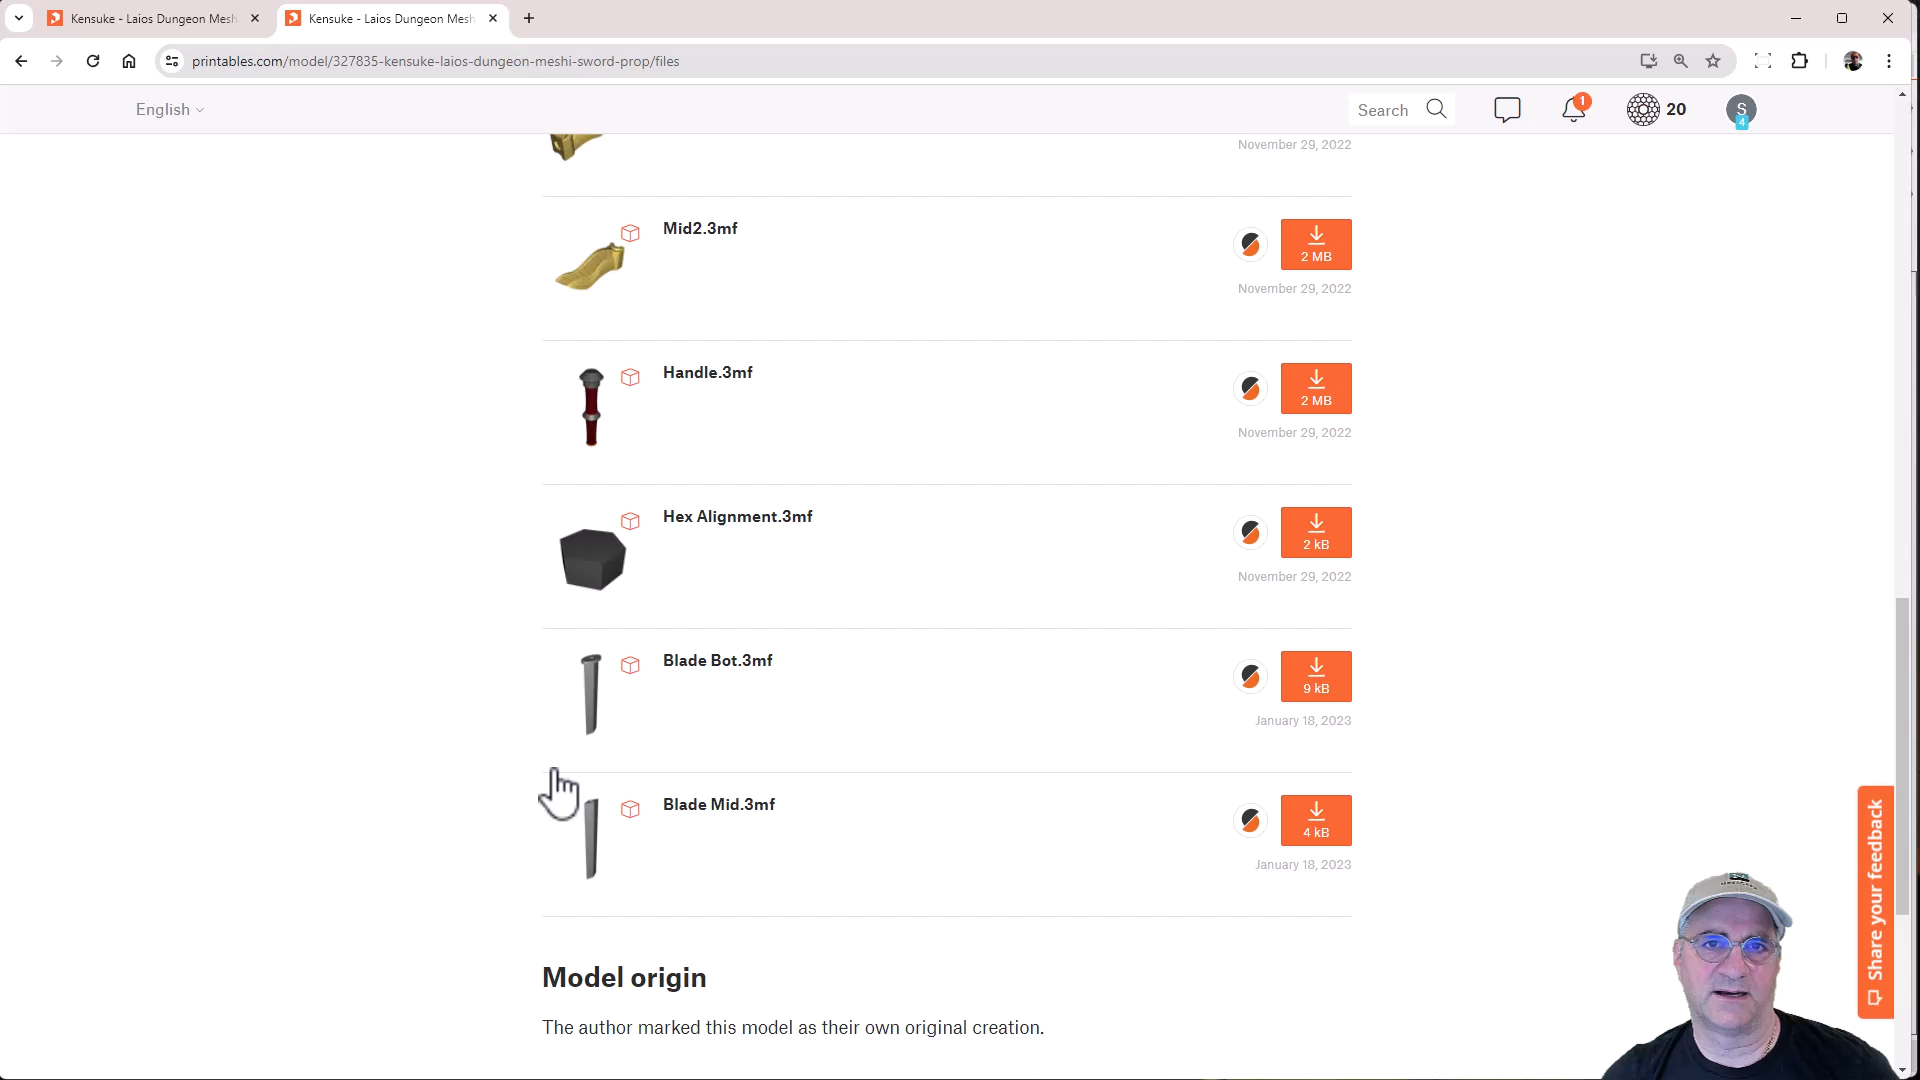 Kensuke - Laios Dungeon Mesh
Kensuke - Laios Dungeon Mesh
printables.com/model/327835-kensuke-laios-dungeon-meshi-sword-prop/files
English
Search
1
20
S
4
November 29, 2022
Mid2.3mf
2 MB
November 29, 2022
Handle.3mf
2 MB
November 29, 2022
Hex Alignment.3mf
2 kB
November 29, 2022
Blade Bot.3mf
9 kB
January 18, 2023
Blade Mid.3mf
4 kB
January 18, 2023
Share your feedback
Model origin
The author marked this model as their own original creation.